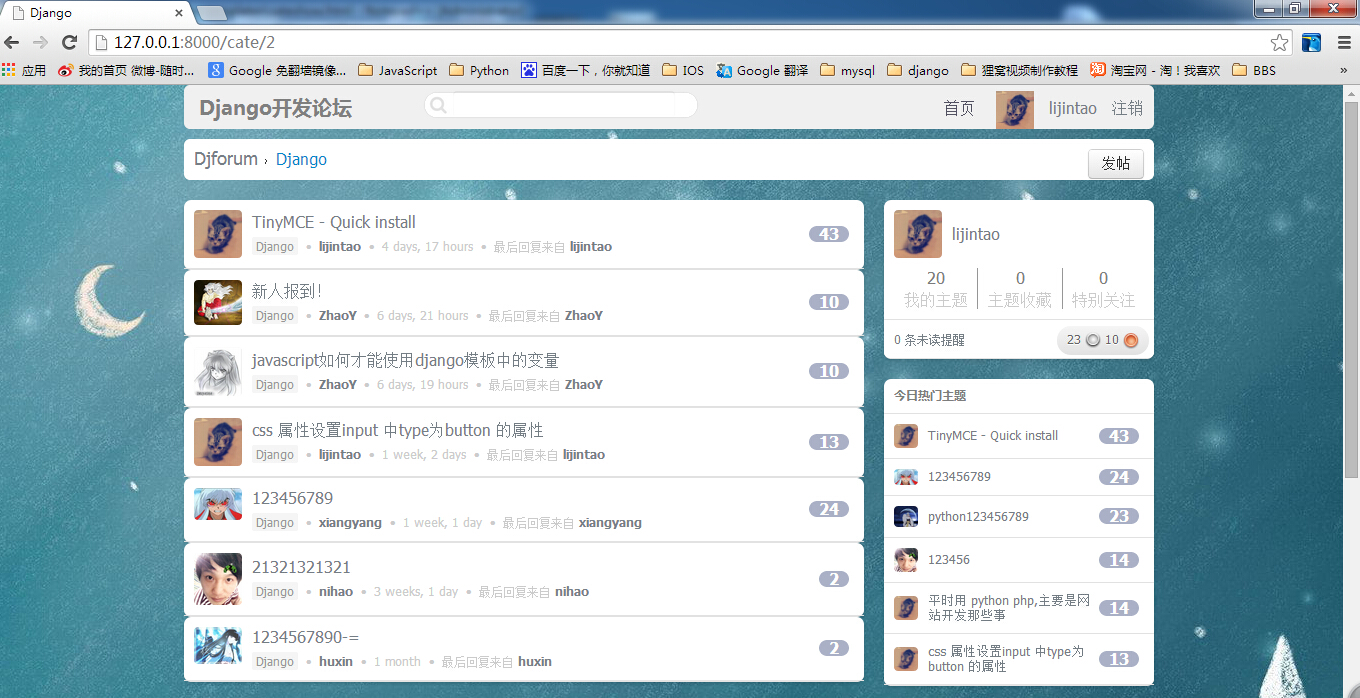 Django
127.0.0.1:8000/cate/2
应用 我的首页 微博-随时... Google 免翻墙镜像... JavaScript Python 百度一下，你就知道 IOS Google 翻译 mysql django 狸窝视频制作教程 淘宝网 - 淘！我喜欢 BBS »
Django开发论坛 首页 lijintao 注销
Djforum › Django 发帖
TinyMCE - Quick install 43
Django • lijintao • 4 days, 17 hours • 最后回复来自 lijintao
新人报到！ 10
Django • ZhaoY • 6 days, 21 hours • 最后回复来自 ZhaoY
javascript如何才能使用django模板中的变量 10
Django • ZhaoY • 6 days, 19 hours • 最后回复来自 ZhaoY
css 属性设置input 中type为button 的属性 13
Django • lijintao • 1 week, 2 days • 最后回复来自 lijintao
123456789 24
Django • xiangyang • 1 week, 1 day • 最后回复来自 xiangyang
21321321321 2
Django • nihao • 3 weeks, 1 day • 最后回复来自 nihao
1234567890-= 2
Django • huxin • 1 month • 最后回复来自 huxin
lijintao
20 0 0
我的主题 主题收藏 特别关注
0 条未读提醒 23 10
今日热门主题
TinyMCE - Quick install 43
123456789 24
python123456789 23
123456 14
平时用 python php,主要是网
站开发那些事 14
css 属性设置input 中type为
button 的属性 13